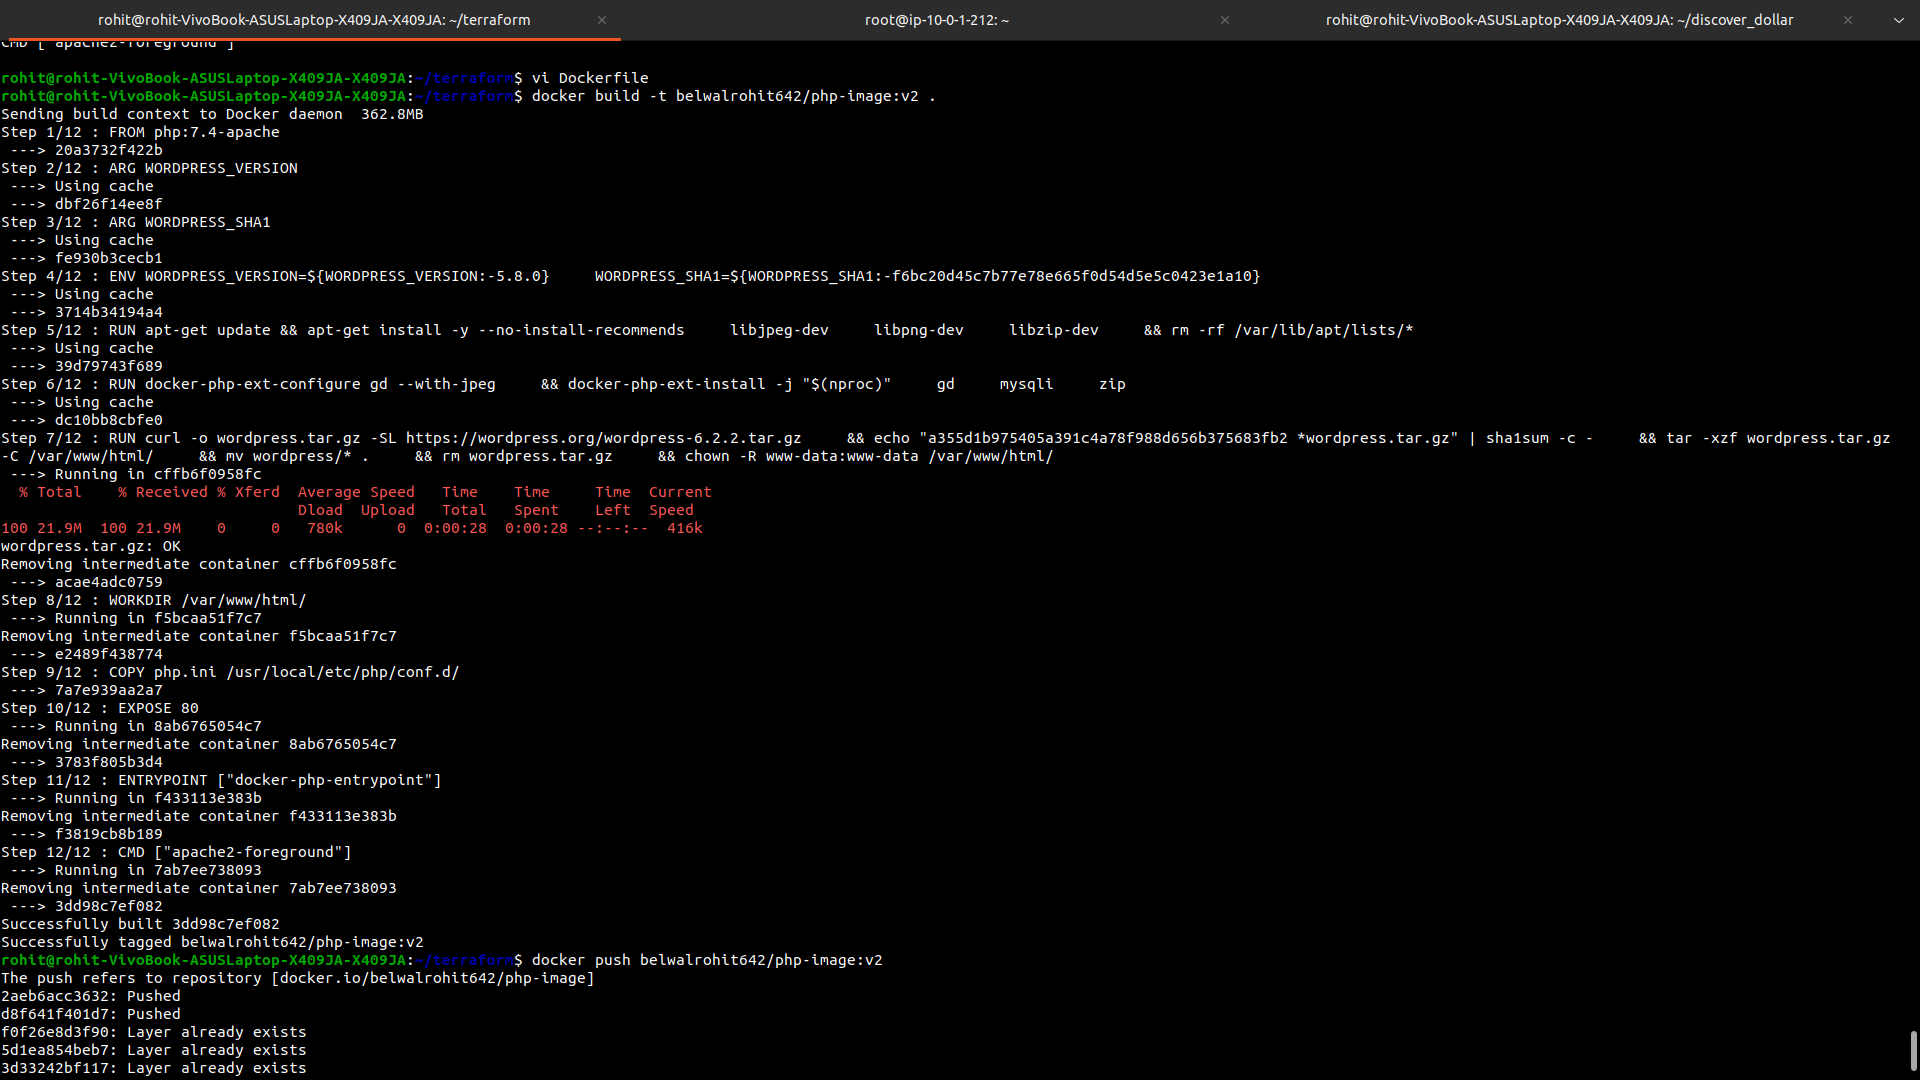 rohit@rohit-VivoBook-ASUSLaptop-X409JA-X409JA: ~/terraform
root@ip-10-0-1-212: ~
rohit@rohit-VivoBook-ASUSLaptop-X409JA-X409JA: ~/discover_dollar
CMD ["apache2-foreground"]
rohit@rohit-VivoBook-ASUSLaptop-X409JA-X409JA:~/terraform$ vi Dockerfile
rohit@rohit-VivoBook-ASUSLaptop-X409JA-X409JA:~/terraform$ docker build -t belwalrohit642/php-image:v2 .
Sending build context to Docker daemon  362.8MB
Step 1/12 : FROM php:7.4-apache
 ---> 20a3732f422b
Step 2/12 : ARG WORDPRESS_VERSION
 ---> Using cache
 ---> dbf26f14ee8f
Step 3/12 : ARG WORDPRESS_SHA1
 ---> Using cache
 ---> fe930b3cecb1
Step 4/12 : ENV WORDPRESS_VERSION=${WORDPRESS_VERSION:-5.8.0}     WORDPRESS_SHA1=${WORDPRESS_SHA1:-f6bc20d45c7b77e78e665f0d54d5e5c0423e1a10}
 ---> Using cache
 ---> 3714b34194a4
Step 5/12 : RUN apt-get update && apt-get install -y --no-install-recommends     libjpeg-dev     libpng-dev     libzip-dev     && rm -rf /var/lib/apt/lists/*
 ---> Using cache
 ---> 39d79743f689
Step 6/12 : RUN docker-php-ext-configure gd --with-jpeg     && docker-php-ext-install -j "$(nproc)"     gd     mysqli     zip
 ---> Using cache
 ---> dc10bb8cbfe0
Step 7/12 : RUN curl -o wordpress.tar.gz -SL https://wordpress.org/wordpress-6.2.2.tar.gz     && echo "a355d1b975405a391c4a78f988d656b375683fb2 *wordpress.tar.gz" | sha1sum -c -     && tar -xzf wordpress.tar.gz
-C /var/www/html/     && mv wordpress/* .     && rm wordpress.tar.gz     && chown -R www-data:www-data /var/www/html/
 ---> Running in cffb6f0958fc
  % Total    % Received % Xferd  Average Speed   Time    Time     Time  Current
                                 Dload  Upload   Total   Spent    Left  Speed
100 21.9M  100 21.9M    0     0   780k      0  0:00:28  0:00:28 --:--:--  416k
wordpress.tar.gz: OK
Removing intermediate container cffb6f0958fc
 ---> acae4adc0759
Step 8/12 : WORKDIR /var/www/html/
 ---> Running in f5bcaa51f7c7
Removing intermediate container f5bcaa51f7c7
 ---> e2489f438774
Step 9/12 : COPY php.ini /usr/local/etc/php/conf.d/
 ---> 7a7e939aa2a7
Step 10/12 : EXPOSE 80
 ---> Running in 8ab6765054c7
Removing intermediate container 8ab6765054c7
 ---> 3783f805b3d4
Step 11/12 : ENTRYPOINT ["docker-php-entrypoint"]
 ---> Running in f433113e383b
Removing intermediate container f433113e383b
 ---> f3819cb8b189
Step 12/12 : CMD ["apache2-foreground"]
 ---> Running in 7ab7ee738093
Removing intermediate container 7ab7ee738093
 ---> 3dd98c7ef082
Successfully built 3dd98c7ef082
Successfully tagged belwalrohit642/php-image:v2
rohit@rohit-VivoBook-ASUSLaptop-X409JA-X409JA:~/terraform$ docker push belwalrohit642/php-image:v2
The push refers to repository [docker.io/belwalrohit642/php-image]
2aeb6acc3632: Pushed
d8f641f401d7: Pushed
f0f26e8d3f90: Layer already exists
5d1ea854beb7: Layer already exists
3d33242bf117: Layer already exists